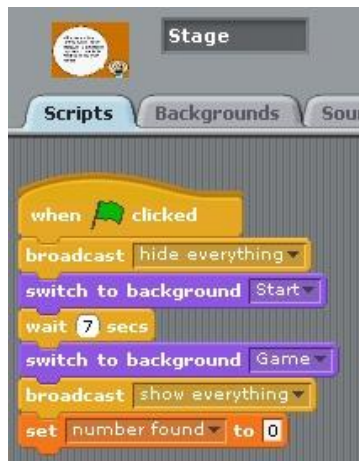 Stage
Scripts Backgrounds Sou
when clicked
broadcast hide everything
switch to background Start
wait 7 secs
switch to background Game
broadcast show everything
set number found to 0